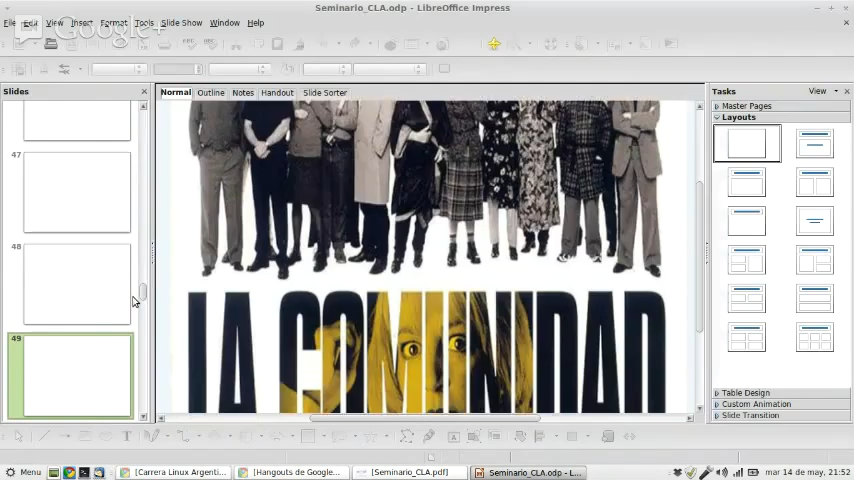 Seminario_CLA.odp - LibreOffice Impress
File Edit View Insert Format Tools Slide Show Window Help
Google+
Slides
Normal Outline Notes Handout Slide Sorter
Tasks
View
Master Pages
Layouts
47
48
49
LA COMUNIDAD
Table Design
Custom Animation
Slide Transition
Menu
[Carrera Linux Argenti...
[Hangouts de Google...
[Seminario_CLA.pdf]
Seminario_CLA.odp - L...
mar 14 de may, 21:52